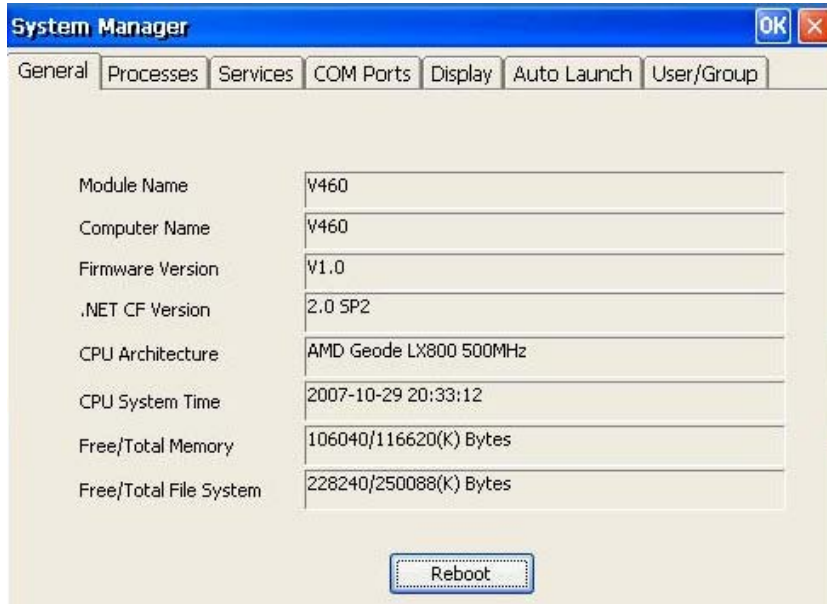 System Manager OK
General Processes Services COM Ports Display Auto Launch User/Group
Module Name V460
Computer Name V460
Firmware Version V1.0
.NET CF Version 2.0 SP2
CPU Architecture AMD Geode LX800 500MHz
CPU System Time 2007-10-29 20:33:12
Free/Total Memory 106040/116620(K) Bytes
Free/Total File System 228240/250088(K) Bytes
Reboot